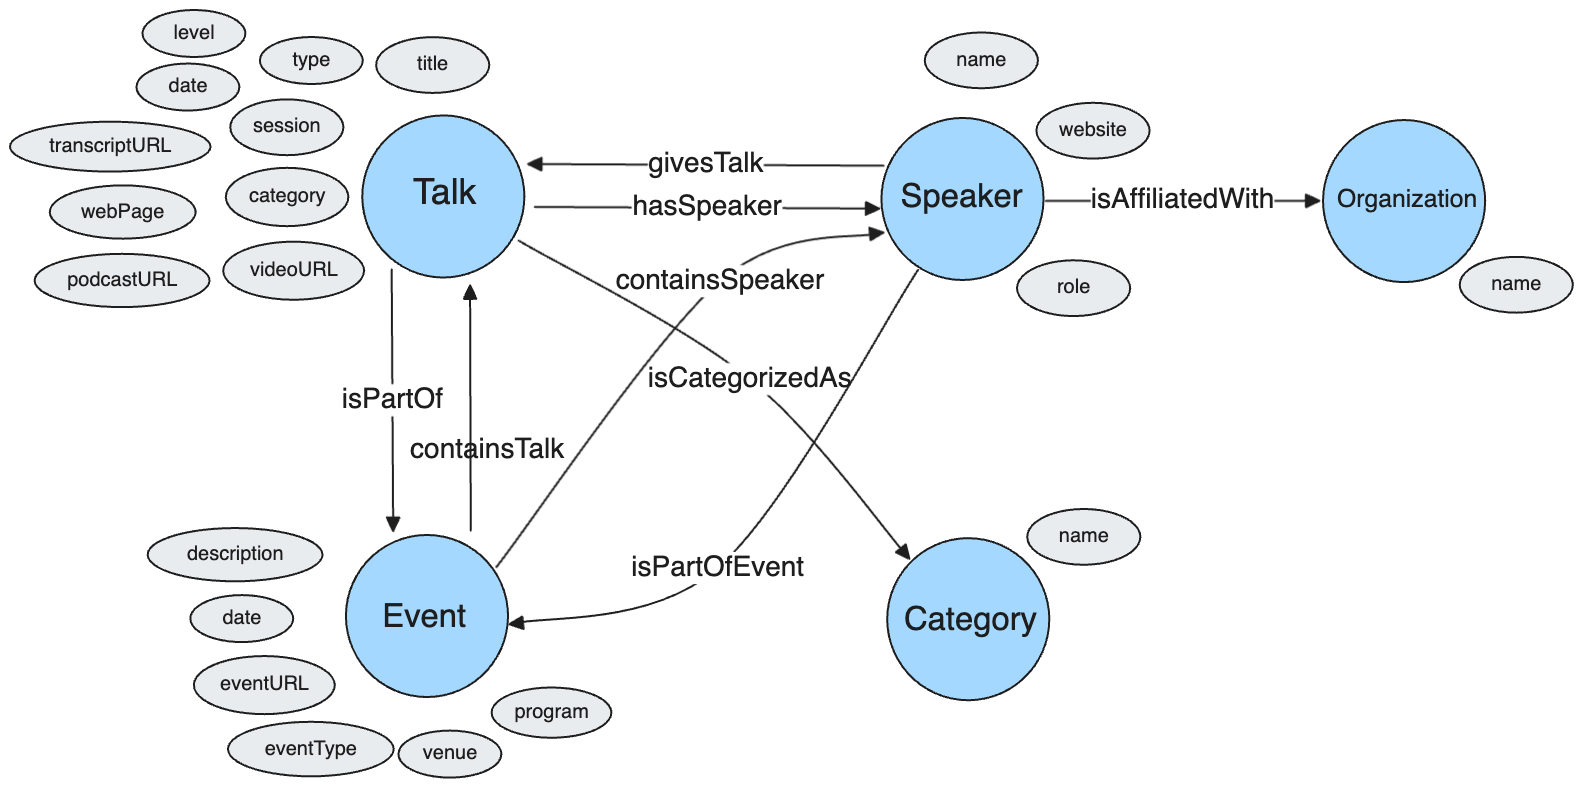 level
type
title
name
date
session
website
transcriptURL
givesTalk
Talk
Speaker
isAffiliatedWith
Organization
category
webPage
hasSpeaker
videoURL
podcastURL
containsSpeaker
role
name
isCategorizedAs
isPartOf
containsTalk
description
name
isPartOfEvent
date
Event
Category
eventURL
program
eventType
venue